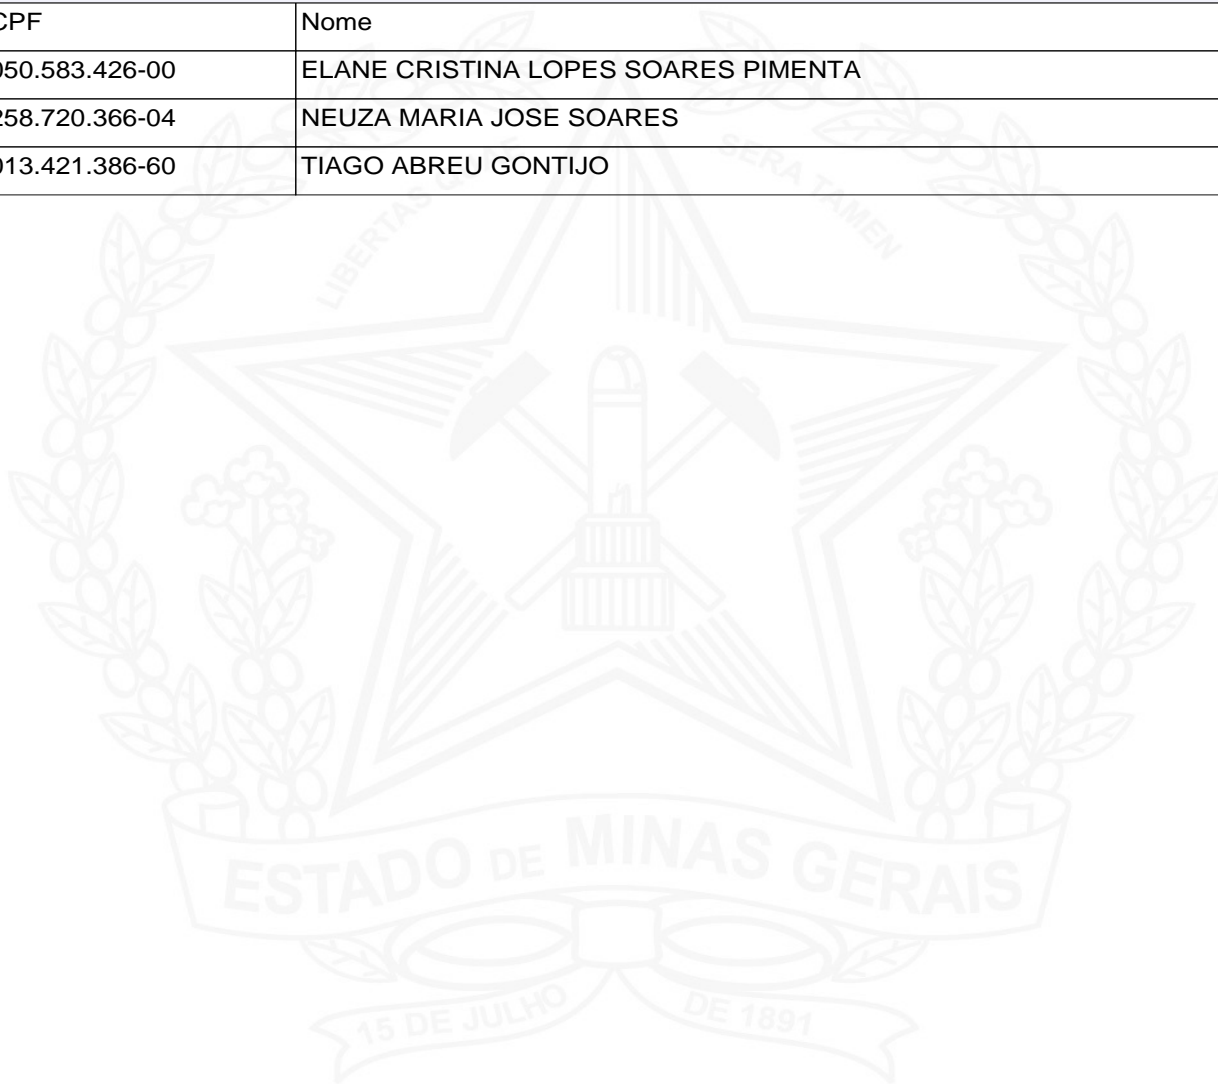 CPF Nome
050.583.426-00 ELANE CRISTINA LOPES SOARES PIMENTA
258.720.366-04 NEUZA MARIA JOSE SOARES
013.421.386-60 TIAGO ABREU GONTIJO
LIBERTAS QUE SERA TAMEN
ESTADO DE MINAS GERAIS
15 DE JULHO DE 1891